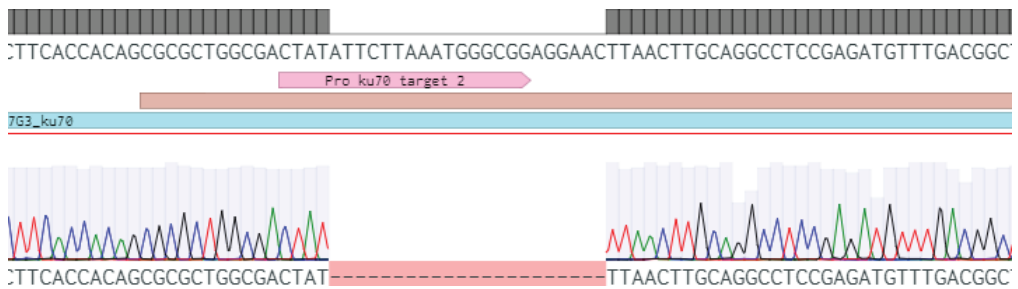 CTTCACCACAGCGCGCTGGCGACTATATTCTTAAATGGGCGGAGGAACTTAACTTGCAGGCCTCCGAGATGTTTGACGGCT
Pro ku70 target 2
7G3_ku70
CTTCACCACAGCGCGCTGGCGACTAT----------------------TTAACTTGCAGGCCTCCGAGATGTTTGACGGCT